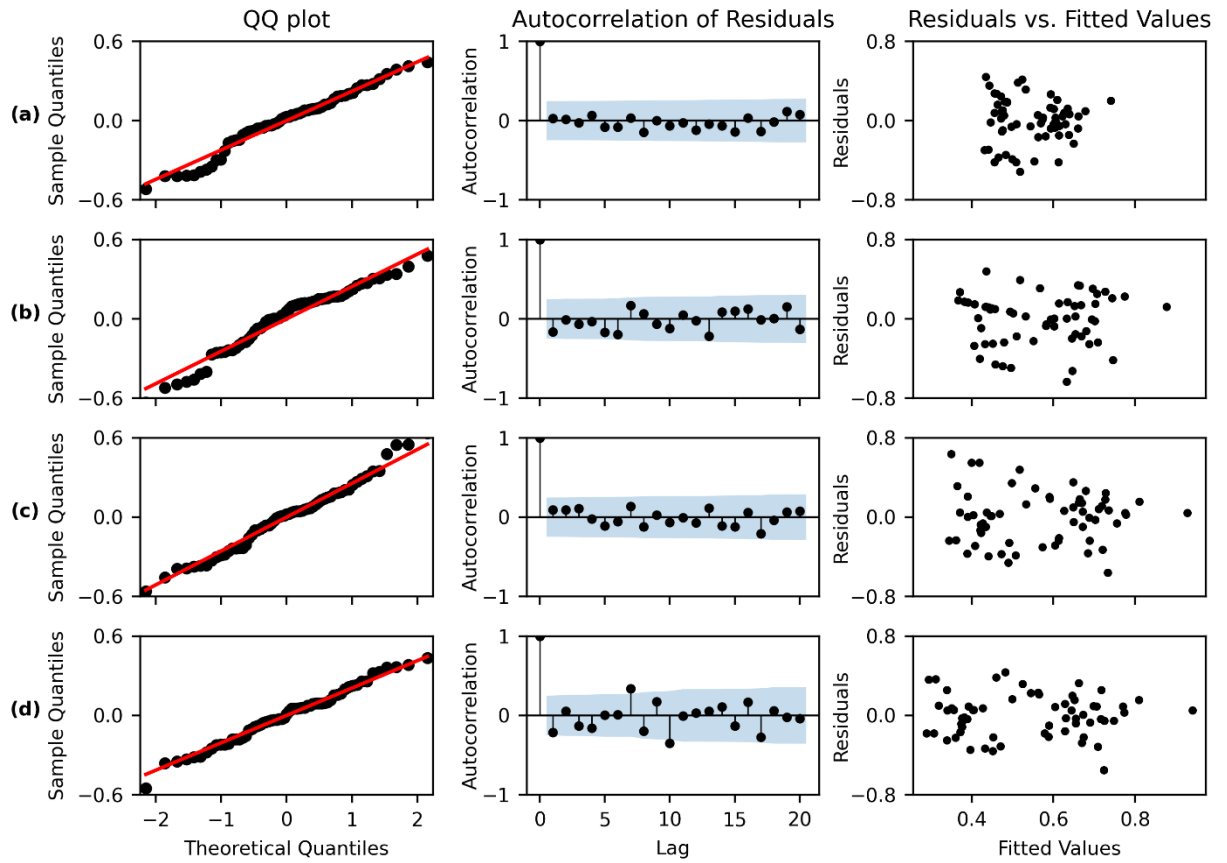 QQ plot
Autocorrelation of Residuals
Residuals vs. Fitted Values
(a)
Sample Quantiles
0.6
0.0
−0.6
Autocorrelation
1
0
−1
Residuals
0.8
0.0
−0.8
(b)
Sample Quantiles
0.6
0.0
−0.6
Autocorrelation
1
0
−1
Residuals
0.8
0.0
−0.8
(c)
Sample Quantiles
0.6
0.0
−0.6
Autocorrelation
1
0
−1
Residuals
0.8
0.0
−0.8
(d)
Sample Quantiles
0.6
0.0
−0.6
Autocorrelation
1
0
−1
Residuals
0.8
0.0
−0.8
−2 −1 0 1 2
Theoretical Quantiles
0 5 10 15 20
Lag
0.4 0.6 0.8
Fitted Values